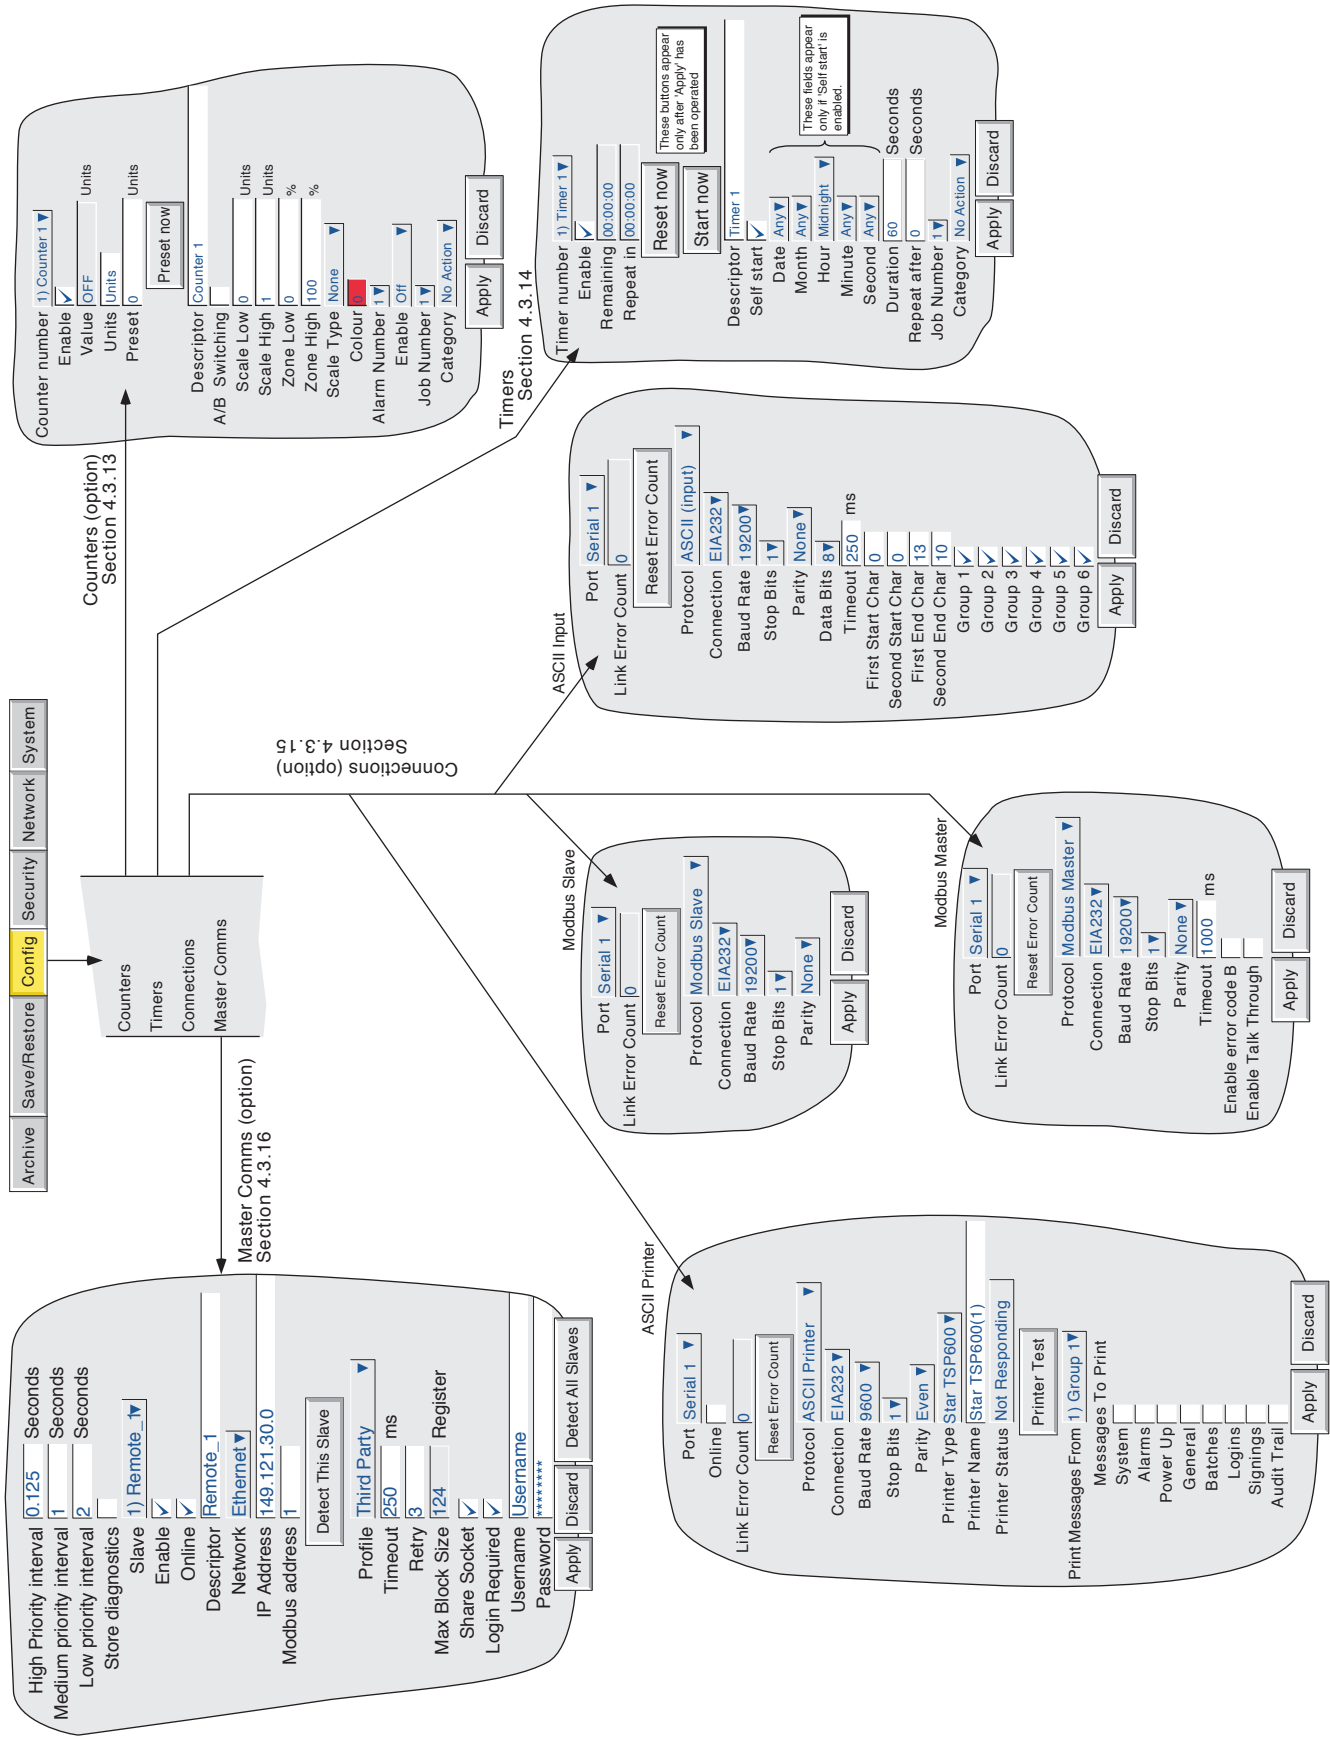 Archive Save/Restore Config Security Network System
Counters
Timers
Connections
Master Comms
Master Comms (option)
Section 4.3.16
High Priority interval 0.125 Seconds
Medium priority interval 1 Seconds
Low priority interval 2 Seconds
Store diagnostics
Slave 1) Remote_1
Enable
Online
Descriptor Remote_1
Network Ethernet
IP Address 149.121.30.0
Modbus address 1
Detect This Slave
Profile Third Party
Timeout 250 ms
Retry 3
Max Block Size 124 Register
Share Socket
Login Required
Username Username
Password ********
Apply Discard Detect All Slaves
Counters (option)
Section 4.3.13
Counter number 1) Counter 1
Enable
Value OFF Units
Units Units
Preset 0 Units
Preset now
Descriptor Counter 1
A/B Switching
Scale Low 0 Units
Scale High 1 Units
Zone Low 0 %
Zone High 100 %
Scale Type None
Colour 0
Alarm Number 1
Enable Off
Job Number 1
Category No Action
Apply Discard
Timers
Section 4.3.14
Timer number 1) Timer 1
Enable
Remaining 00:00:00
Repeat in 00:00:00
Reset now
Start now
These buttons appear
only after 'Apply' has
been operated
Descriptor Timer 1
Self start
Date Any
Month Any
Hour Midnight
Minute Any
Second Any
These fields appear
only if 'Self start' is
enabled.
Duration 60 Seconds
Repeat after 0 Seconds
Job Number 1
Category No Action
Apply Discard
Connections (option)
Section 4.3.15
ASCII Printer
Port Serial 1
Online
Link Error Count 0
Reset Error Count
Protocol ASCII Printer
Connection EIA232
Baud Rate 9600
Stop Bits 1
Parity Even
Printer Type Star TSP600
Printer Name Star TSP600(1)
Printer Status Not Responding
Printer Test
Print Messages From 1) Group 1
Messages To Print
System
Alarms
Power Up
General
Batches
Logins
Signings
Audit Trail
Apply Discard
Modbus Slave
Port Serial 1
Link Error Count 0
Reset Error Count
Protocol Modbus Slave
Connection EIA232
Baud Rate 19200
Stop Bits 1
Parity None
Apply Discard
ASCII Input
Port Serial 1
Link Error Count 0
Reset Error Count
Protocol ASCII (input)
Connection EIA232
Baud Rate 19200
Stop Bits 1
Parity None
Data Bits 8
Timeout 250 ms
First Start Char 0
Second Start Char 0
First End Char 13
Second End Char 10
Group 1
Group 2
Group 3
Group 4
Group 5
Group 6
Apply Discard
Modbus Master
Port Serial 1
Link Error Count 0
Reset Error Count
Protocol Modbus Master
Connection EIA232
Baud Rate 19200
Stop Bits 1
Parity None
Timeout 1000 ms
Enable error code B
Enable Talk Through
Apply Discard